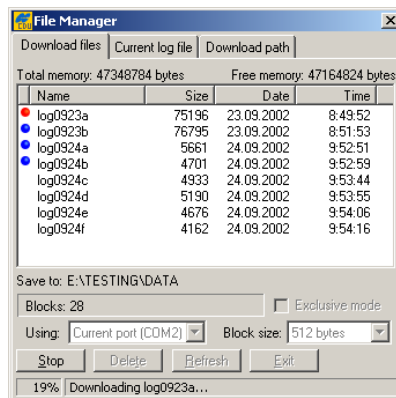 File Manager
Download files Current log file Download path
Total memory: 47348784 bytes Free memory: 47164824 bytes
Name Size Date Time
log0923a 75196 23.09.2002 8:49:52
log0923b 76795 23.09.2002 8:51:53
log0924a 5661 24.09.2002 9:52:51
log0924b 4701 24.09.2002 9:52:59
log0924c 4933 24.09.2002 9:53:44
log0924d 5190 24.09.2002 9:53:55
log0924e 4676 24.09.2002 9:54:06
log0924f 4162 24.09.2002 9:54:16
Save to: E:\TESTING\DATA
Blocks: 28 Exclusive mode
Using: Current port (COM2) Block size: 512 bytes
Stop Delete Refresh Exit
19% Downloading log0923a...